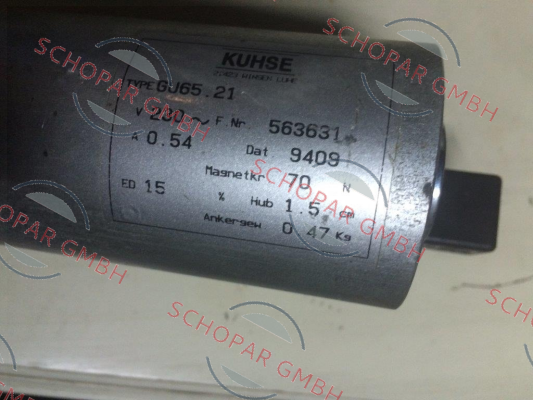 KUHSE
TYPE GU65.21
V 230 ~ F.Nr 563631
A 0.54 Dat 9409
Magnetkr 70 N
ED 15 % Hub 1.5 cm
Ankergew 0.47 Kg
SCHOPAR GMBH
SCHOPAR GMBH
SCHOPAR GMBH
SCHOPAR GMBH
SCHOPAR GMBH
SCHOPAR GMBH